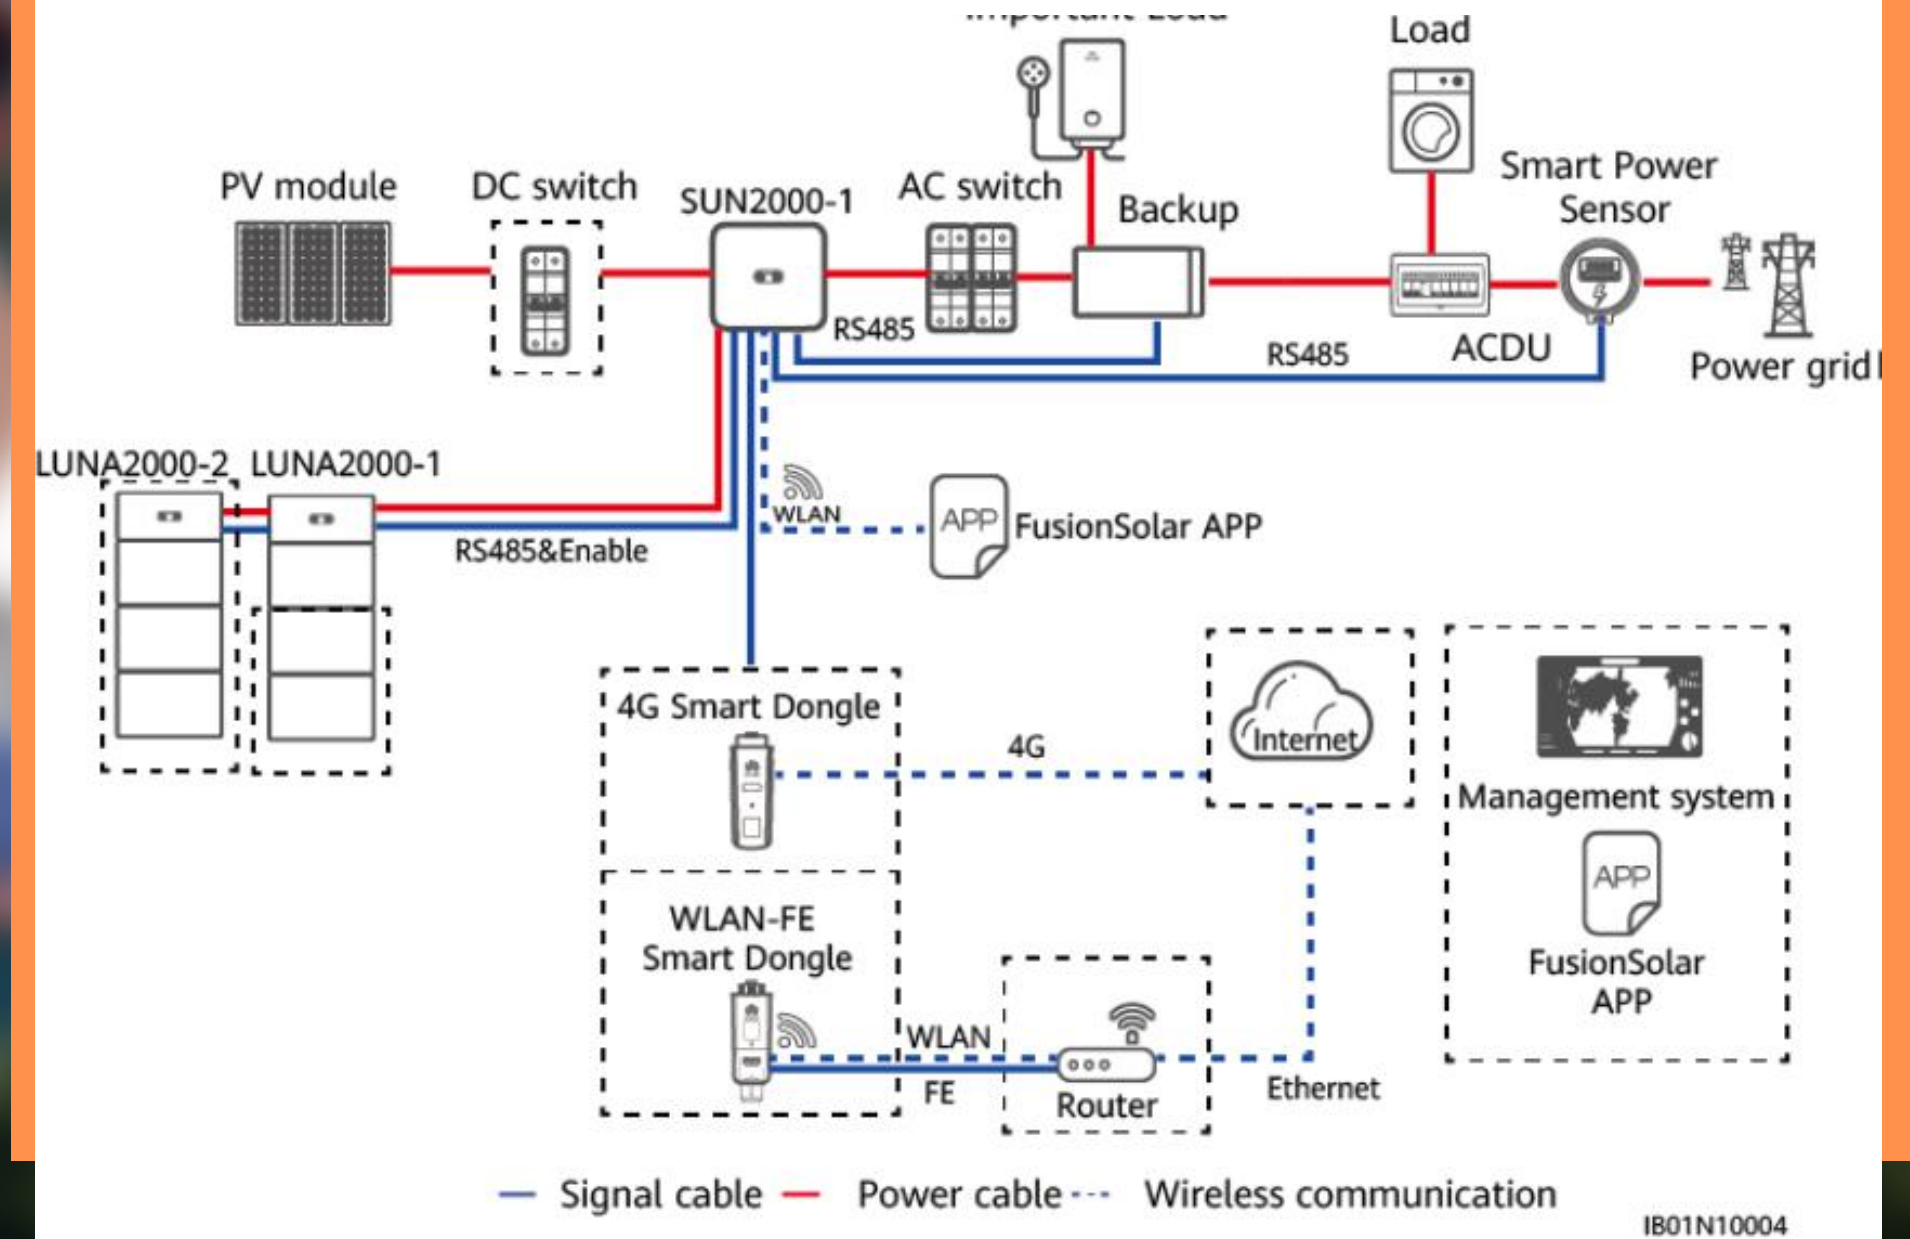 Important Load
Load
PV module
DC switch
SUN2000-1
AC switch
Backup
Smart Power
Sensor
RS485
RS485
ACDU
Power grid
LUNA2000-2
LUNA2000-1
RS485&Enable
WLAN
APP
FusionSolar APP
4G Smart Dongle
4G
Internet
Management system
APP
FusionSolar
APP
WLAN-FE
Smart Dongle
WLAN
FE
Router
Ethernet
Signal cable
Power cable
Wireless communication
IB01N10004